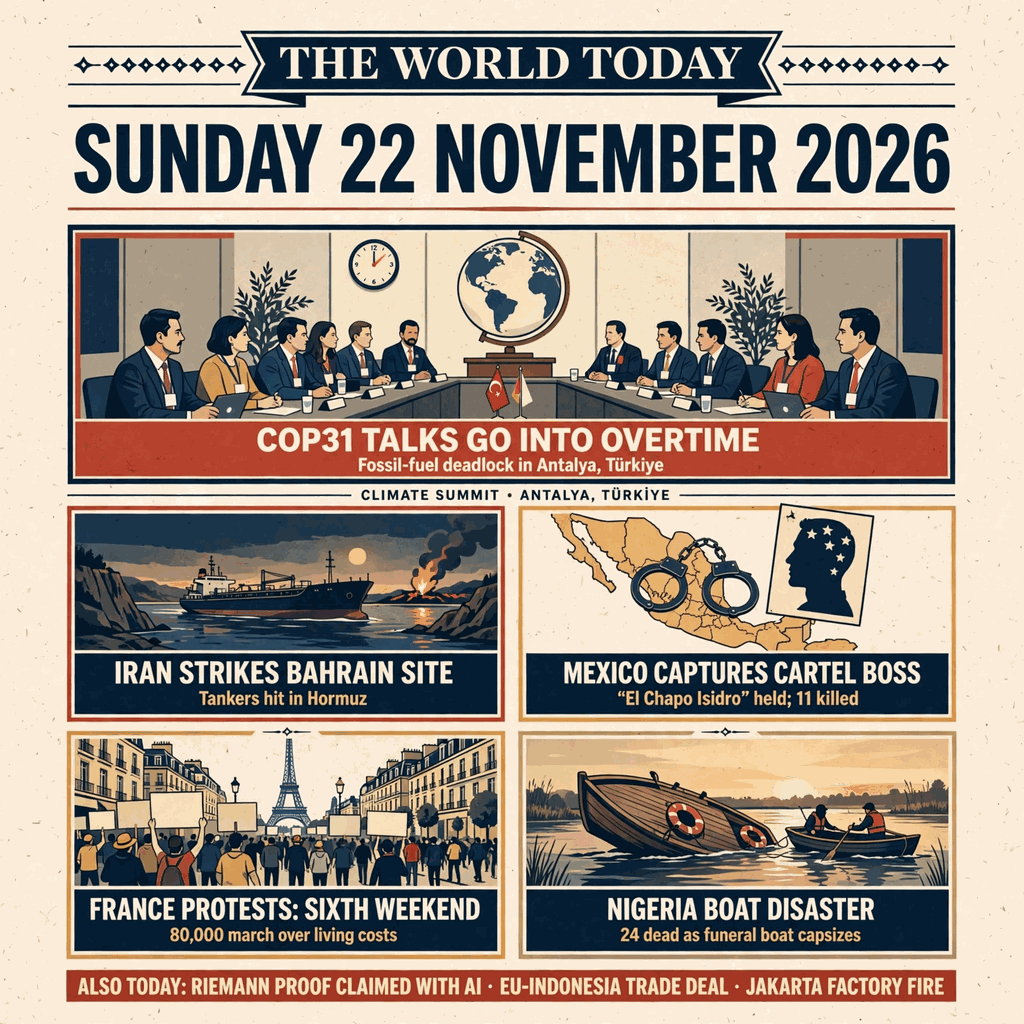 THE WORLD TODAY
SUNDAY 22 NOVEMBER 2026
12
COP31 TALKS GO INTO OVERTIME
Fossil-fuel deadlock in Antalya, Türkiye
CLIMATE SUMMIT • ANTALYA, TÜRKİYE
IRAN STRIKES BAHRAIN SITE
Tankers hit in Hormuz
MEXICO CAPTURES CARTEL BOSS
“El Chapo Isidro” held; 11 killed
FRANCE PROTESTS: SIXTH WEEKEND
80,000 march over living costs
NIGERIA BOAT DISASTER
24 dead as funeral boat capsizes
ALSO TODAY: RIEMANN PROOF CLAIMED WITH AI · EU-INDONESIA TRADE DEAL · JAKARTA FACTORY FIRE